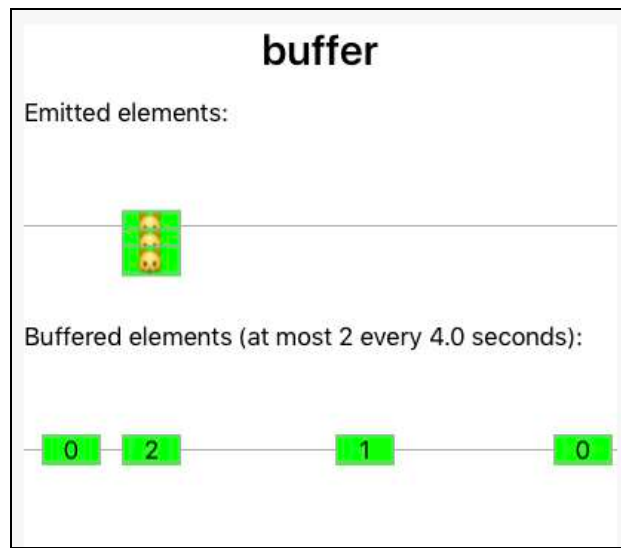 buffer
Emitted elements:
Buffered elements (at most 2 every 4.0 seconds):
0 2 1 0